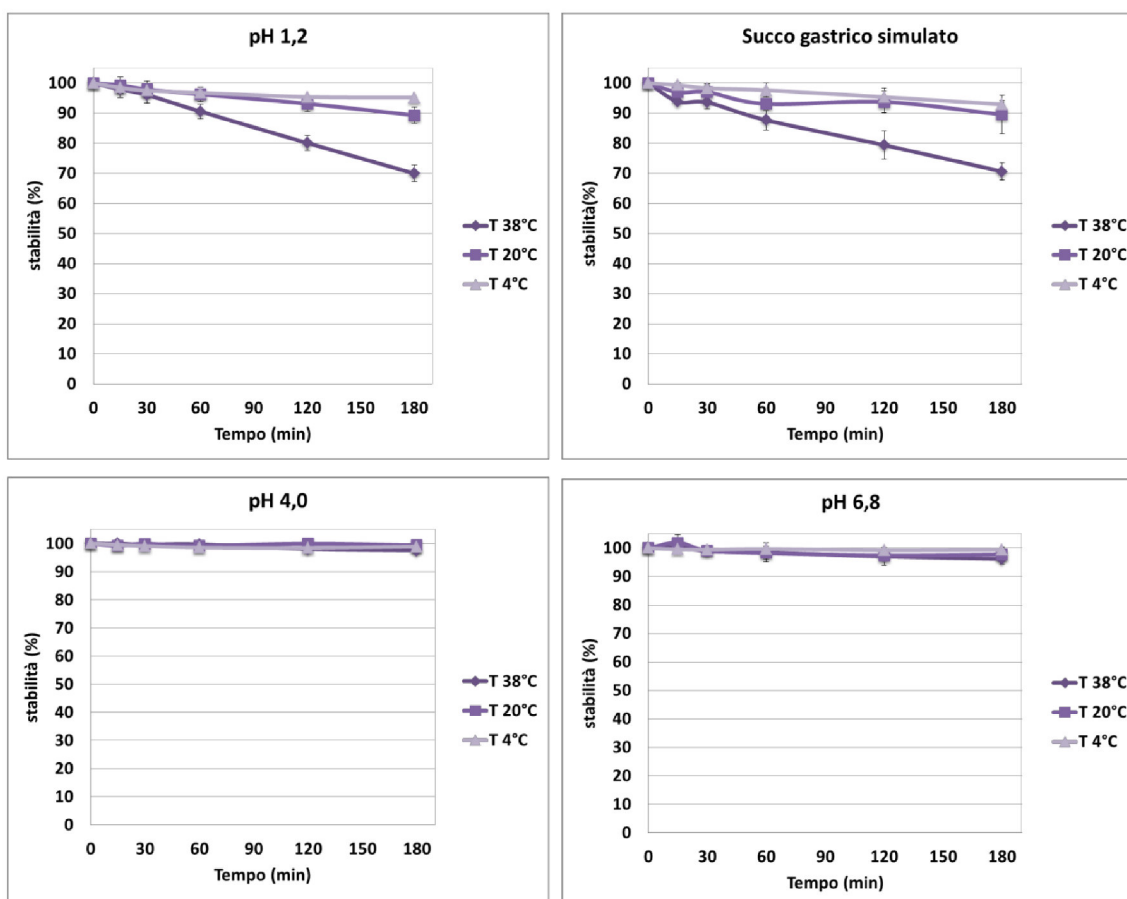 pH 1,2
100
90
80
70
60
50
40
30
20
10
0
stabilità (%)
0 30 60 90 120 150 180
Tempo (min)
T 38°C
T 20°C
T 4°C
Succo gastrico simulato
100
90
80
70
60
50
40
30
20
10
0
stabilità(%)
0 30 60 90 120 150 180
Tempo (min)
T 38°C
T 20°C
T 4°C
pH 4,0
100
90
80
70
60
50
40
30
20
10
0
stabilità (%)
0 30 60 90 120 150 180
Tempo (min)
T 38°C
T 20°C
T 4°C
pH 6,8
100
90
80
70
60
50
40
30
20
10
0
stabilità (%)
0 30 60 90 120 150 180
Tempo (min)
T 38°C
T 20°C
T 4°C